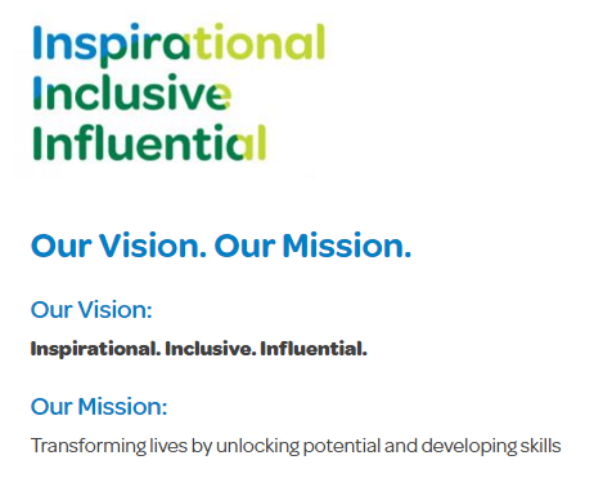 Inspirational
Inclusive
Influential
Our Vision. Our Mission.
Our Vision:
Inspirational. Inclusive. Influential.
Our Mission:
Transforming lives by unlocking potential and developing skills